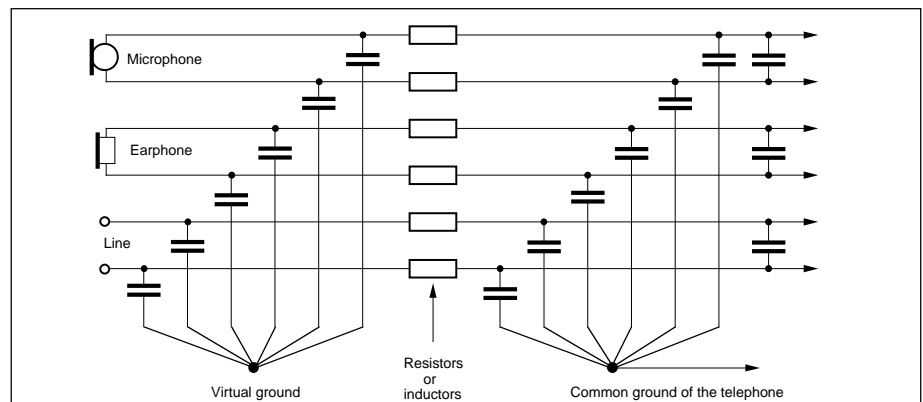 Microphone
Earphone
Line
Virtual ground
Resistors
or
inductors
Common ground of the telephone